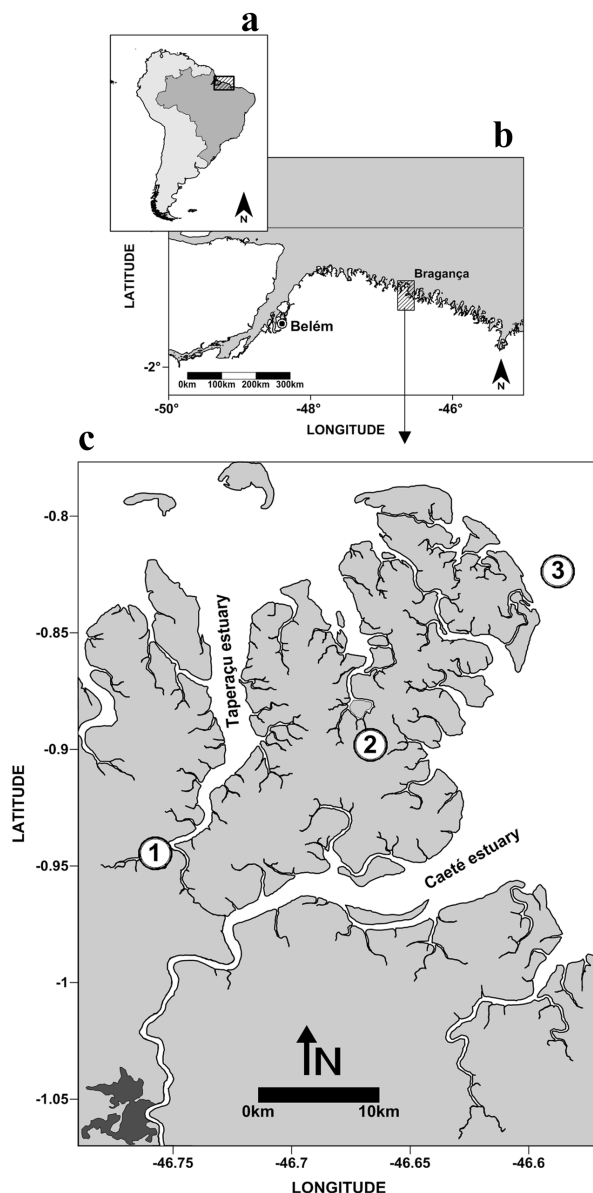 a
N
b
LATITUDE
Bragança
Belém
-2°
0km 100km 200km 300km
N
-50° -48° -46°
LONGITUDE
c
-0.8
3
-0.85
Taperaçu estuary
2
-0.9
LATITUDE
1
Caeté estuary
-0.95
-1
N
0km 10km
-1.05
-46.75 -46.7 -46.65 -46.6
LONGITUDE